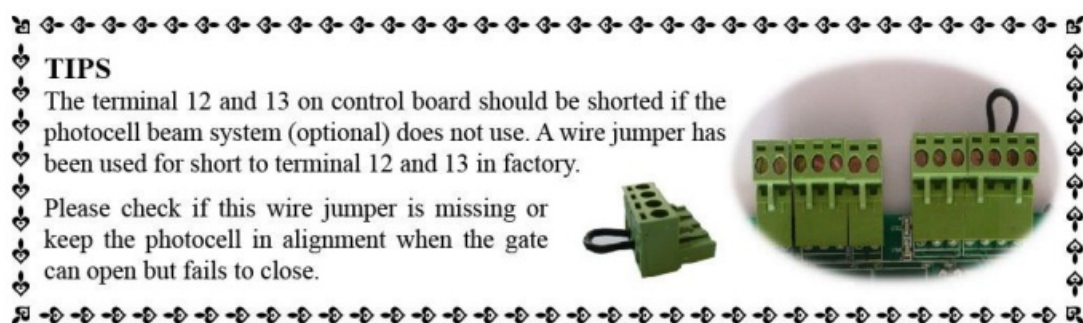 TIPS
The terminal 12 and 13 on control board should be shorted if the
photocell beam system (optional) does not use. A wire jumper has
been used for short to terminal 12 and 13 in factory.
Please check if this wire jumper is missing or
keep the photocell in alignment when the gate
can open but fails to close.